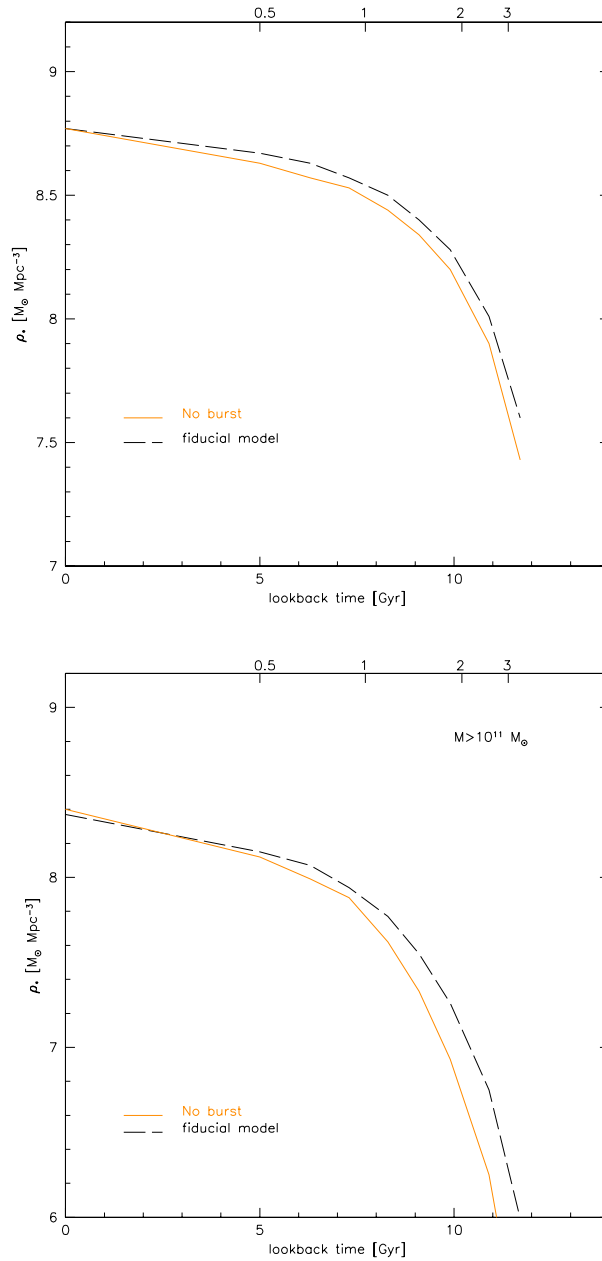 0.5 1 2 3
9
8.5
8
7.5
7
ρ* [M⊙ Mpc⁻³]
No burst
fiducial model
0 5 10
lookback time [Gyr]
0.5 1 2 3
M>10¹¹ M⊙
9
8
7
6
ρ* [M⊙ Mpc⁻³]
No burst
fiducial model
0 5 10
lookback time [Gyr]